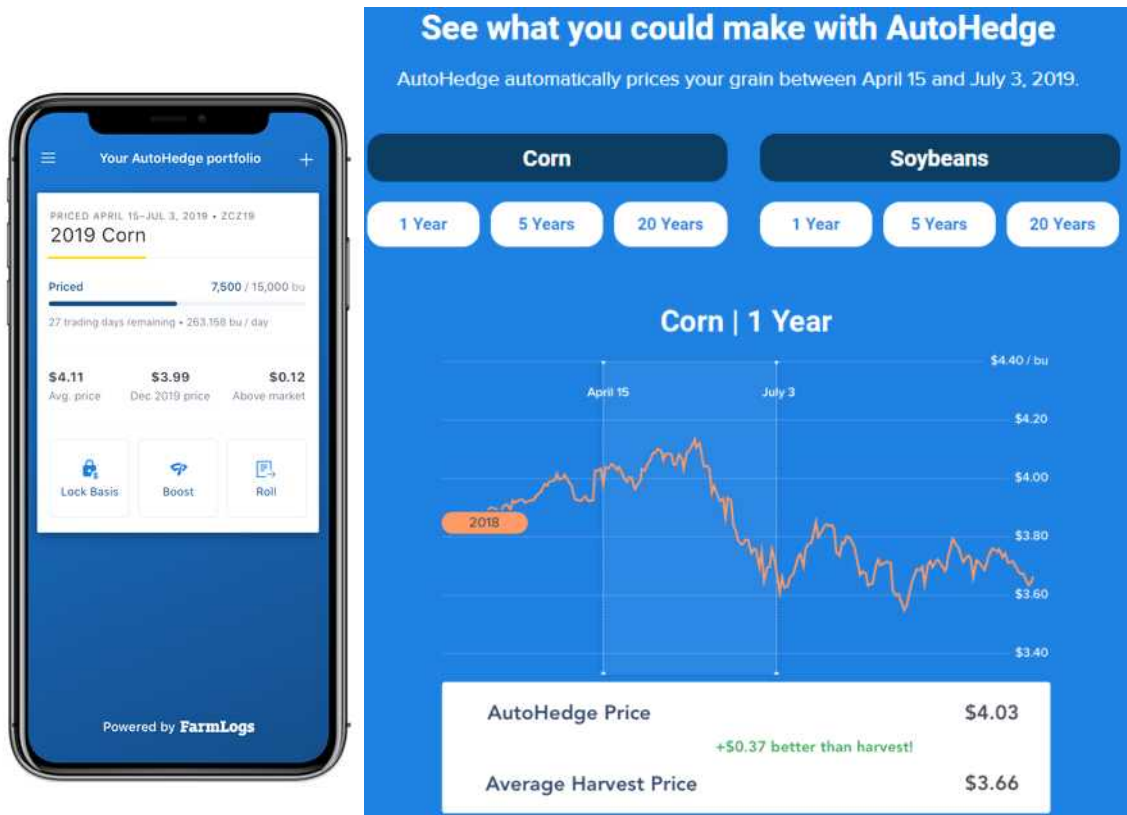 Your AutoHedge portfolio +
PRICED APRIL 15–JUL 3, 2019 • ZCZ19
2019 Corn
Priced 7,500 / 15,000 bu
27 trading days remaining • 263.158 bu / day
$4.11 $3.99 $0.12
Avg. price Dec 2019 price Above market
Lock Basis Boost Roll
Powered by FarmLogs
See what you could make with AutoHedge
AutoHedge automatically prices your grain between April 15 and July 3, 2019.
Corn Soybeans
1 Year 5 Years 20 Years 1 Year 5 Years 20 Years
Corn | 1 Year
$4.40 / bu
April 15 July 3
$4.20
$4.00
2018
$3.80
$3.60
$3.40
AutoHedge Price $4.03
+$0.37 better than harvest!
Average Harvest Price $3.66